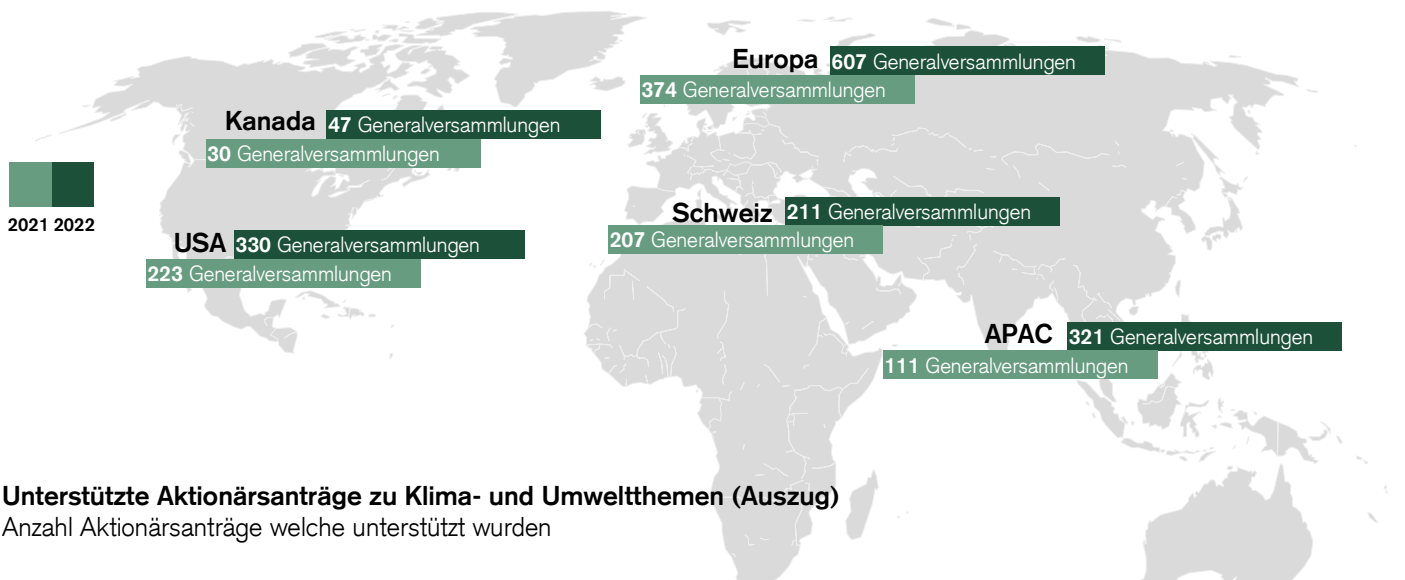 Europa 607 Generalversammlungen
374 Generalversammlungen
Kanada 47 Generalversammlungen
30 Generalversammlungen
2021 2022
Schweiz 211 Generalversammlungen
207 Generalversammlungen
USA 330 Generalversammlungen
223 Generalversammlungen
APAC 321 Generalversammlungen
111 Generalversammlungen
Unterstützte Aktionärsanträge zu Klima- und Umweltthemen (Auszug)
Anzahl Aktionärsanträge welche unterstützt wurden